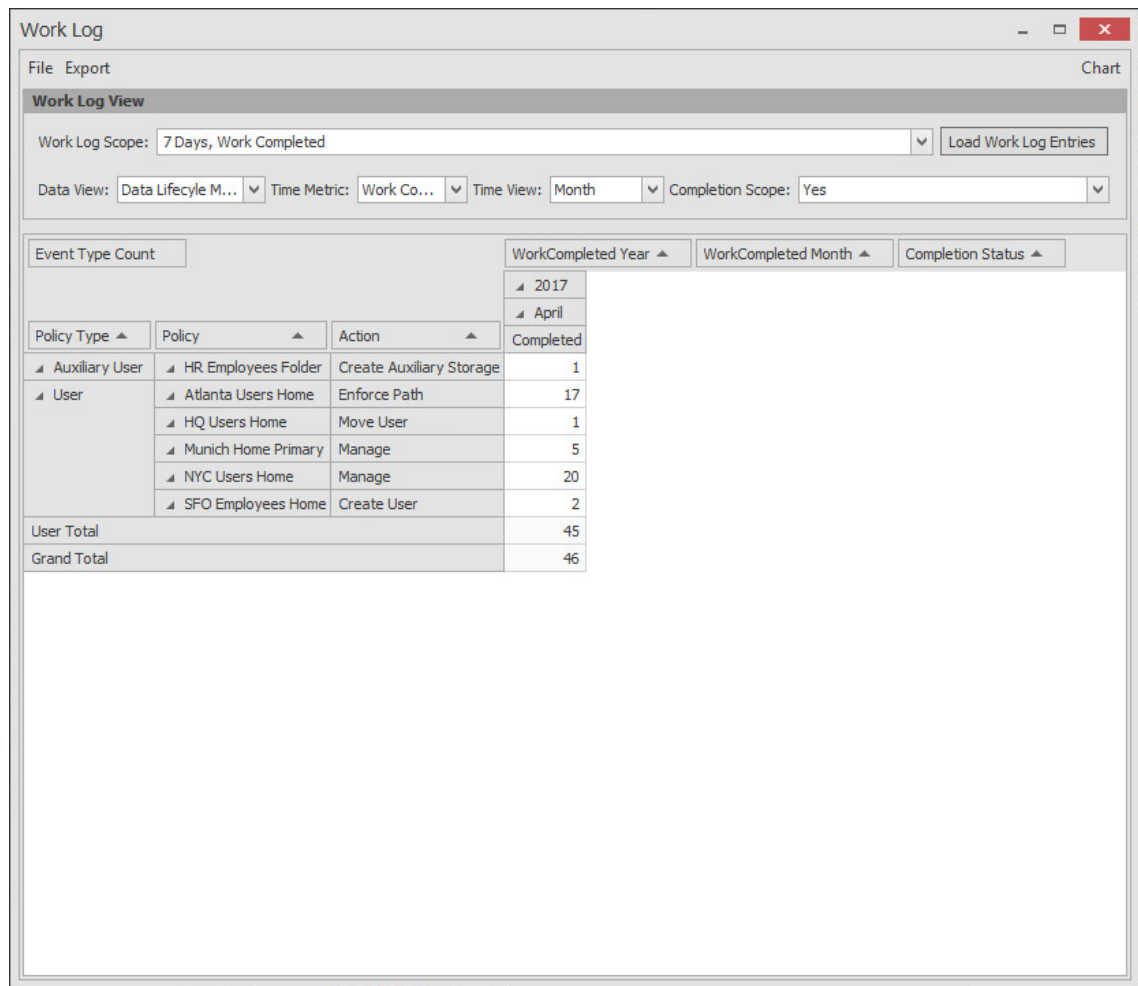 Work Log
File Export Chart
Work Log View
Work Log Scope: 7 Days, Work Completed Load Work Log Entries
Data View: Data Lifecyle M... Time Metric: Work Co... Time View: Month Completion Scope: Yes
Event Type Count WorkCompleted Year WorkCompleted Month Completion Status
2017
April
Policy Type Policy Action Completed
Auxiliary User HR Employees Folder Create Auxiliary Storage 1
User Atlanta Users Home Enforce Path 17
HQ Users Home Move User 1
Munich Home Primary Manage 5
NYC Users Home Manage 20
SFO Employees Home Create User 2
User Total 45
Grand Total 46